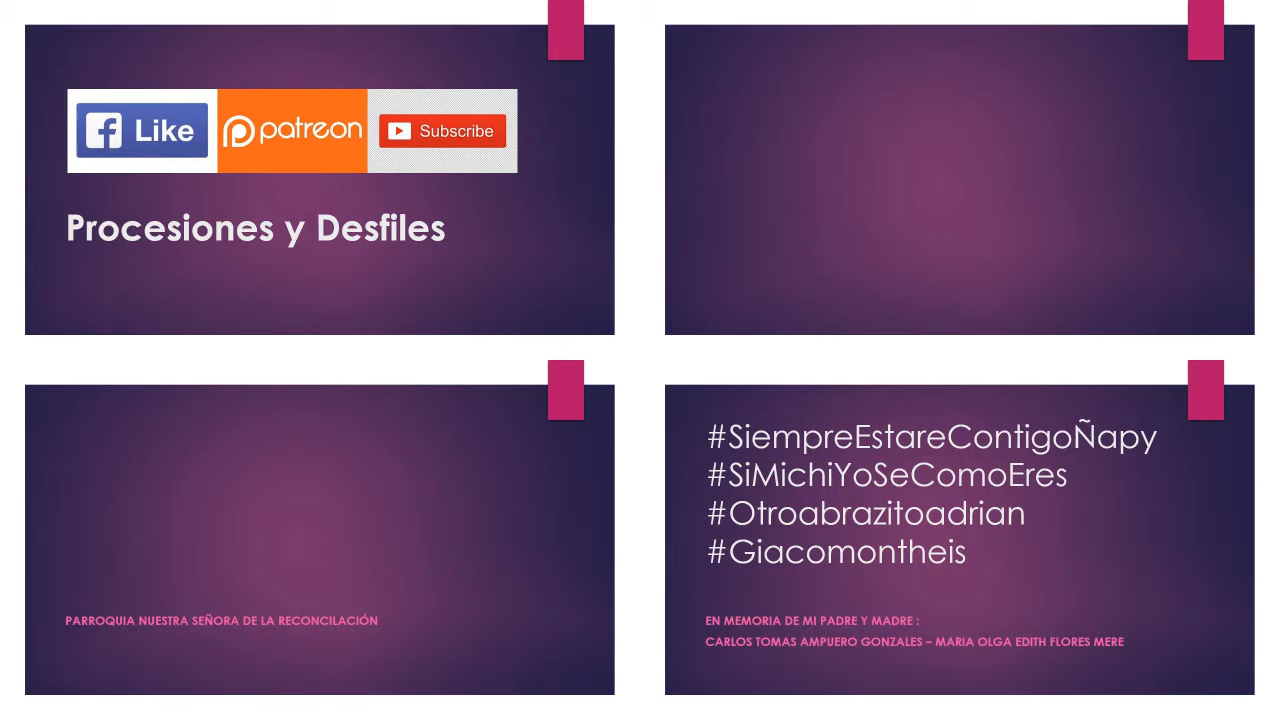 Like
patreon
Subscribe
Procesiones y Desfiles
PARROQUIA NUESTRA SEÑORA DE LA RECONCILACIÓN
#SiempreEstareContigoÑapy
#SiMichiYoSeComoEres
#Otroabrazitoadrian
#Giacomontheis
EN MEMORIA DE MI PADRE Y MADRE :
CARLOS TOMAS AMPUERO GONZALES – MARIA OLGA EDITH FLORES MERE